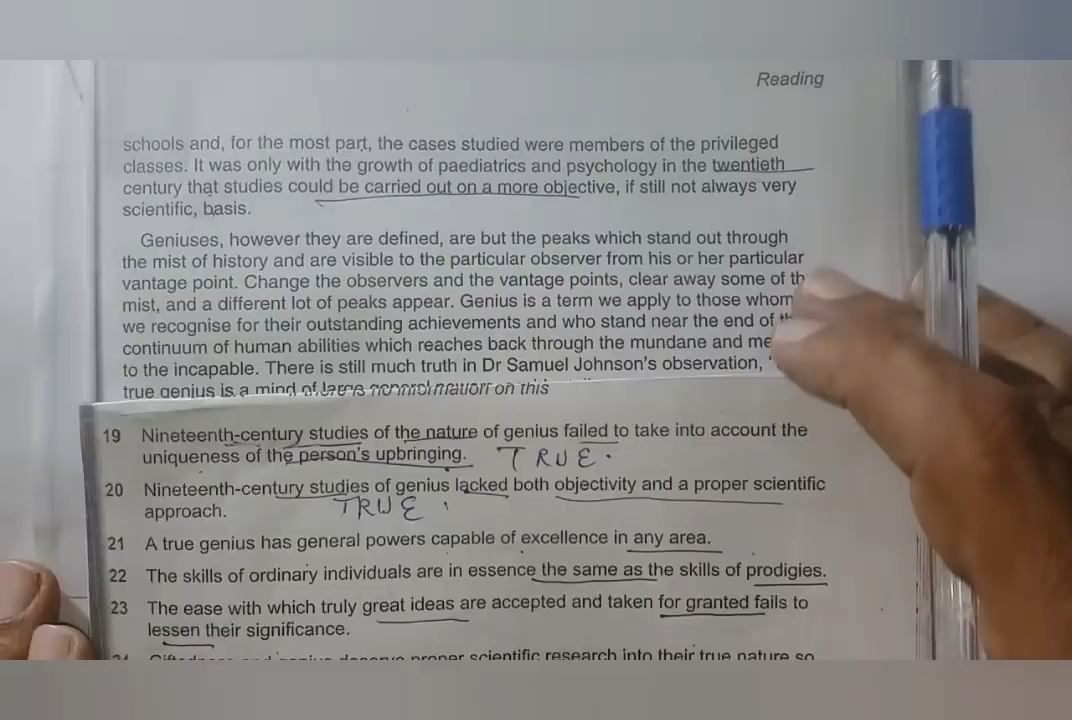 Reading
schools and, for the most part, the cases studied were members of the privileged
classes. It was only with the growth of paediatrics and psychology in the twentieth
century that studies could be carried out on a more objective, if still not always very
scientific, basis.
Geniuses, however they are defined, are but the peaks which stand out through
the mist of history and are visible to the particular observer from his or her particular
vantage point. Change the observers and the vantage points, clear away some of
mist, and a different lot of peaks appear. Genius is a term we apply to those whom
we recognise for their outstanding achievements and who stand near the end of
continuum of human abilities which reaches back through the mundane and
to the incapable. There is still much truth in Dr Samuel Johnson's observation,
true genius is a mind of large
19 Nineteenth-century studies of the nature of genius failed to take into account the
uniqueness of the person's upbringing. TRUE.
20 Nineteenth-century studies of genius lacked both objectivity and a proper scientific
approach. TRUE
21 A true genius has general powers capable of excellence in any area.
22 The skills of ordinary individuals are in essence the same as the skills of prodigies.
23 The ease with which truly great ideas are accepted and taken for granted fails to
lessen their significance.
proper scientific research into their true nature so